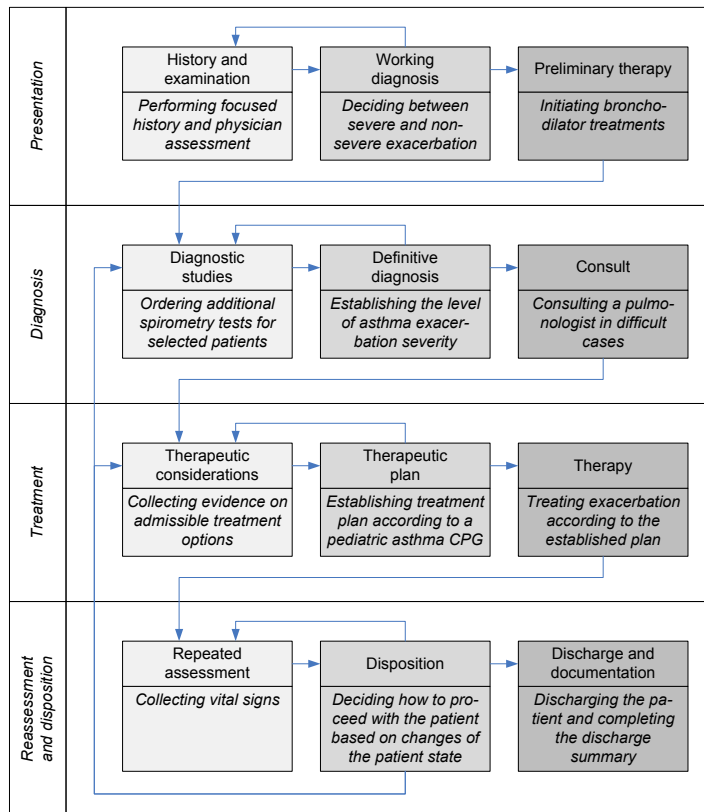 Presentation
History and
examination
Performing focused
history and physician
assessment
Working
diagnosis
Deciding between
severe and non-
severe exacerbation
Preliminary therapy
Initiating broncho-
dilator treatments
Diagnosis
Diagnostic
studies
Ordering additional
spirometry tests for
selected patients
Definitive
diagnosis
Establishing the level
of asthma exacer-
bation severity
Consult
Consulting a pulmo-
nologist in difficult
cases
Treatment
Therapeutic
considerations
Collecting evidence on
admissible treatment
options
Therapeutic
plan
Establishing treatment
plan according to a
pediatric asthma CPG
Therapy
Treating exacerbation
according to the
established plan
Reassessment
and disposition
Repeated
assessment
Collecting vital signs
Disposition
Deciding how to pro-
ceed with the patient
based on changes of
the patient state
Discharge and
documentation
Discharging the pa-
tient and completing
the discharge
summary